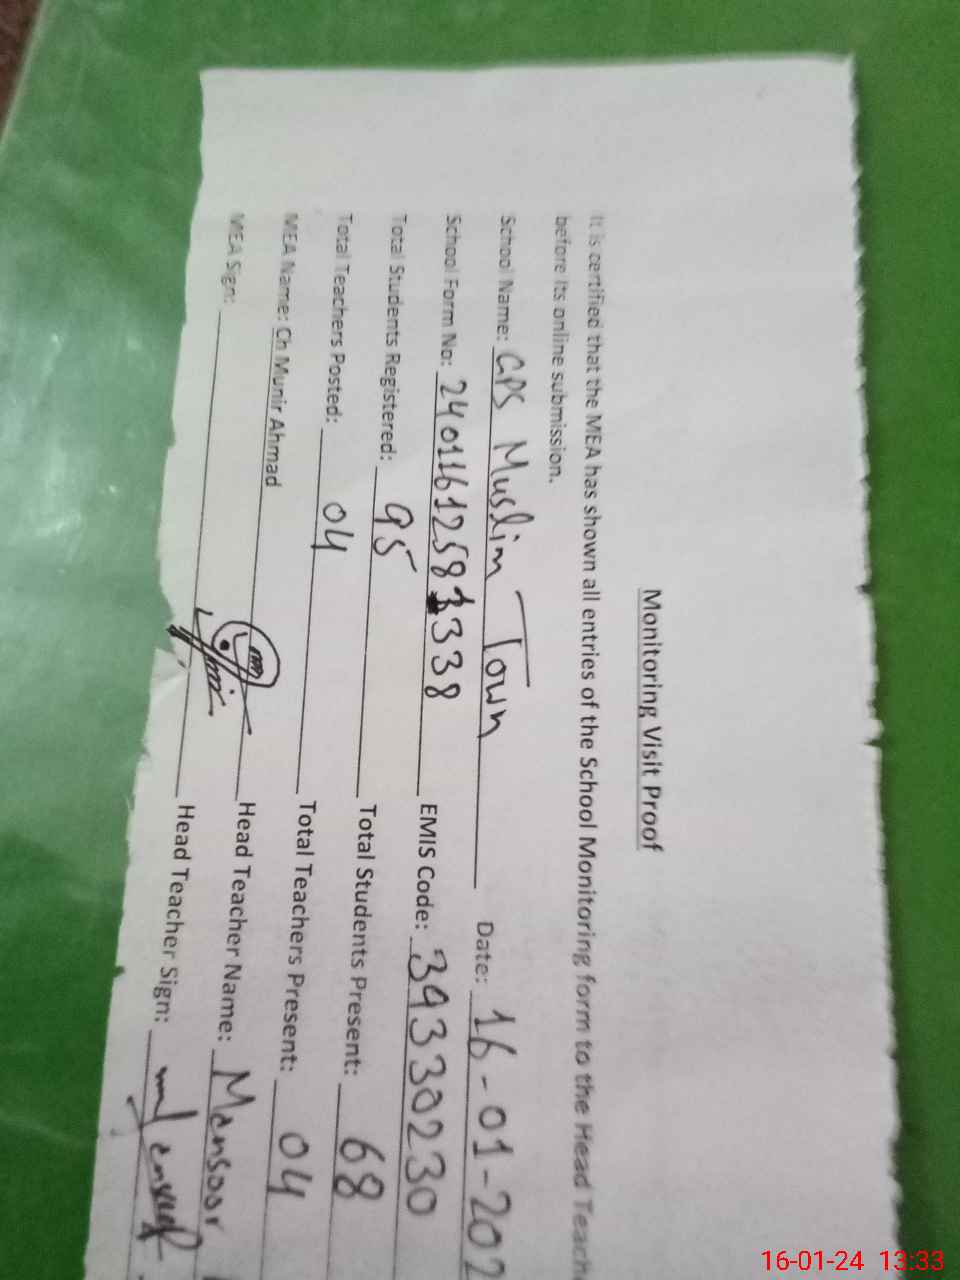 Monitoring Visit Proof
It is certified that the MEA has shown all entries of the School Monitoring form to the Head Teach
before its online submission.
School Name: GPS Muslim Town Date: 16-01-202
School Form No: 24011612581338 EMIS Code: 34330230
Total Students Registered: 95 Total Students Present: 68
Total Teachers Posted: 04 Total Teachers Present: 04
MEA Name: Ch Munir Ahmad Head Teacher Name: Mansoor
MEA Sign: Head Teacher Sign:
16-01-24 13:33